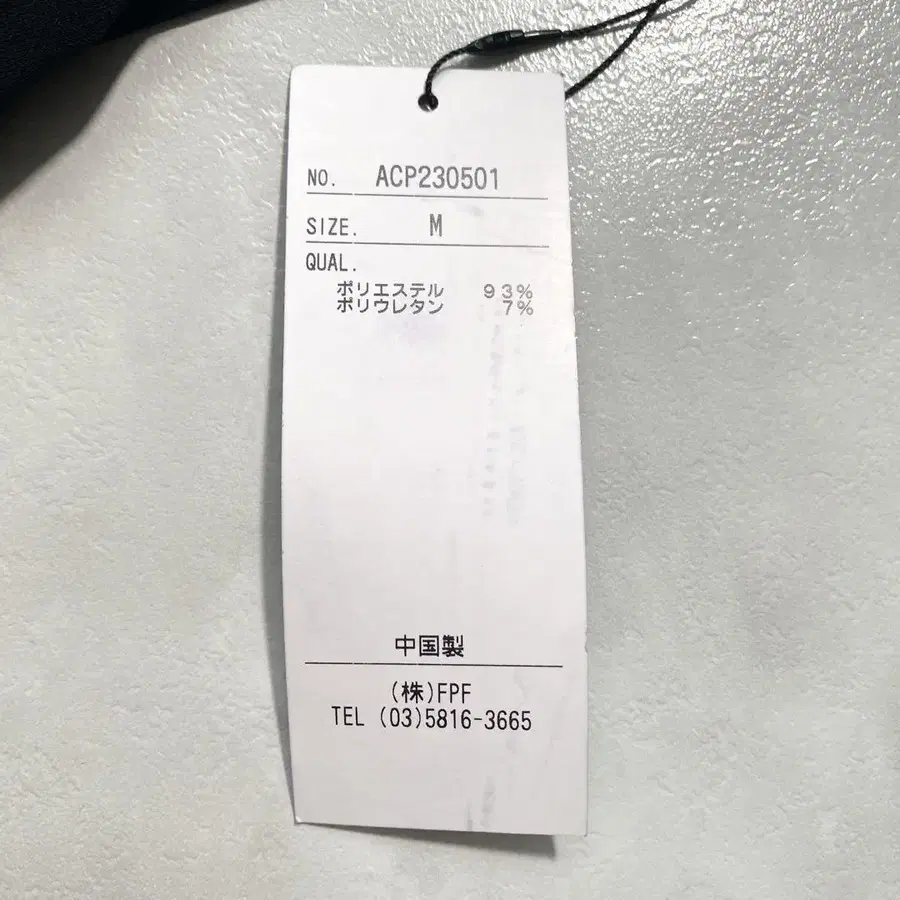 NO. ACP230501
SIZE. M
QUAL.
ポリエステル 93%
ポリウレタン 7%
中国製
(株)FPF
TEL (03)5816-3665